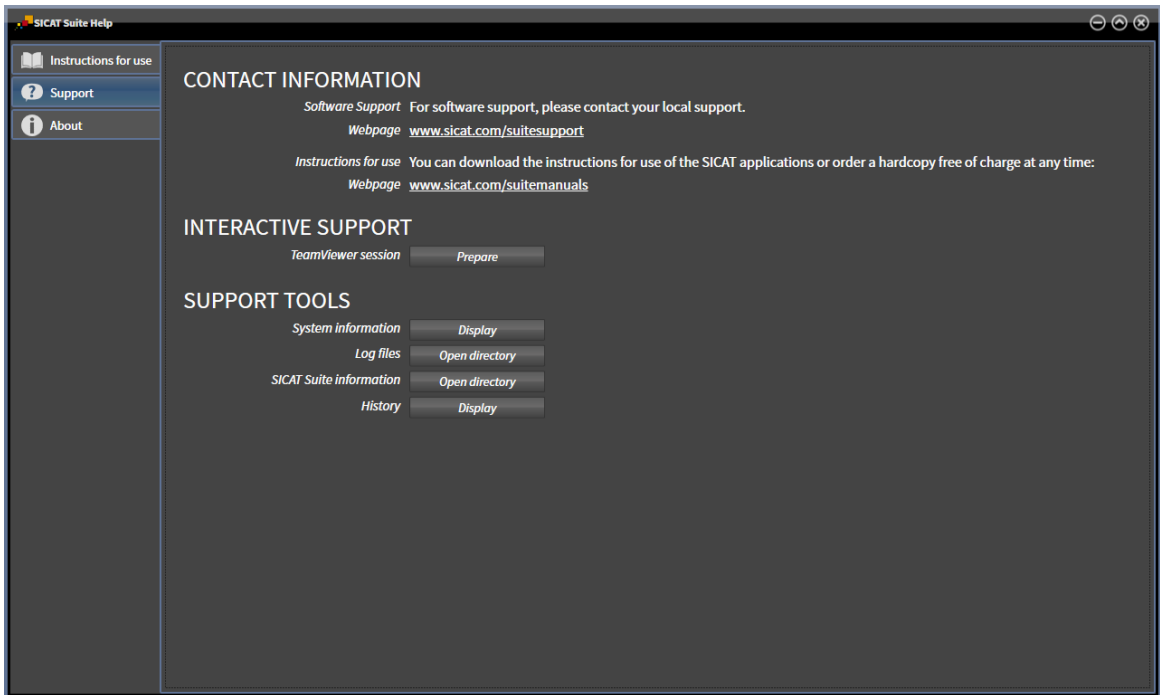 SICAT Suite Help
Instructions for use
Support
About
CONTACT INFORMATION
Software Support For software support, please contact your local support.
Webpage www.sicat.com/suitesupport
Instructions for use You can download the instructions for use of the SICAT applications or order a hardcopy free of charge at any time:
Webpage www.sicat.com/suitemanuals
INTERACTIVE SUPPORT
TeamViewer session Prepare
SUPPORT TOOLS
System information Display
Log files Open directory
SICAT Suite information Open directory
History Display